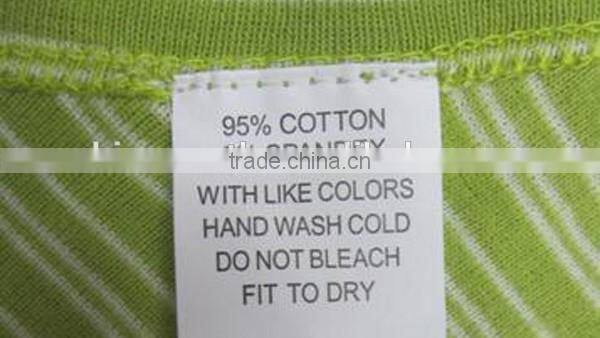 95% COTTON
trade.china.cn
WITH LIKE COLORS
HAND WASH COLD
DO NOT BLEACH
FIT TO DRY